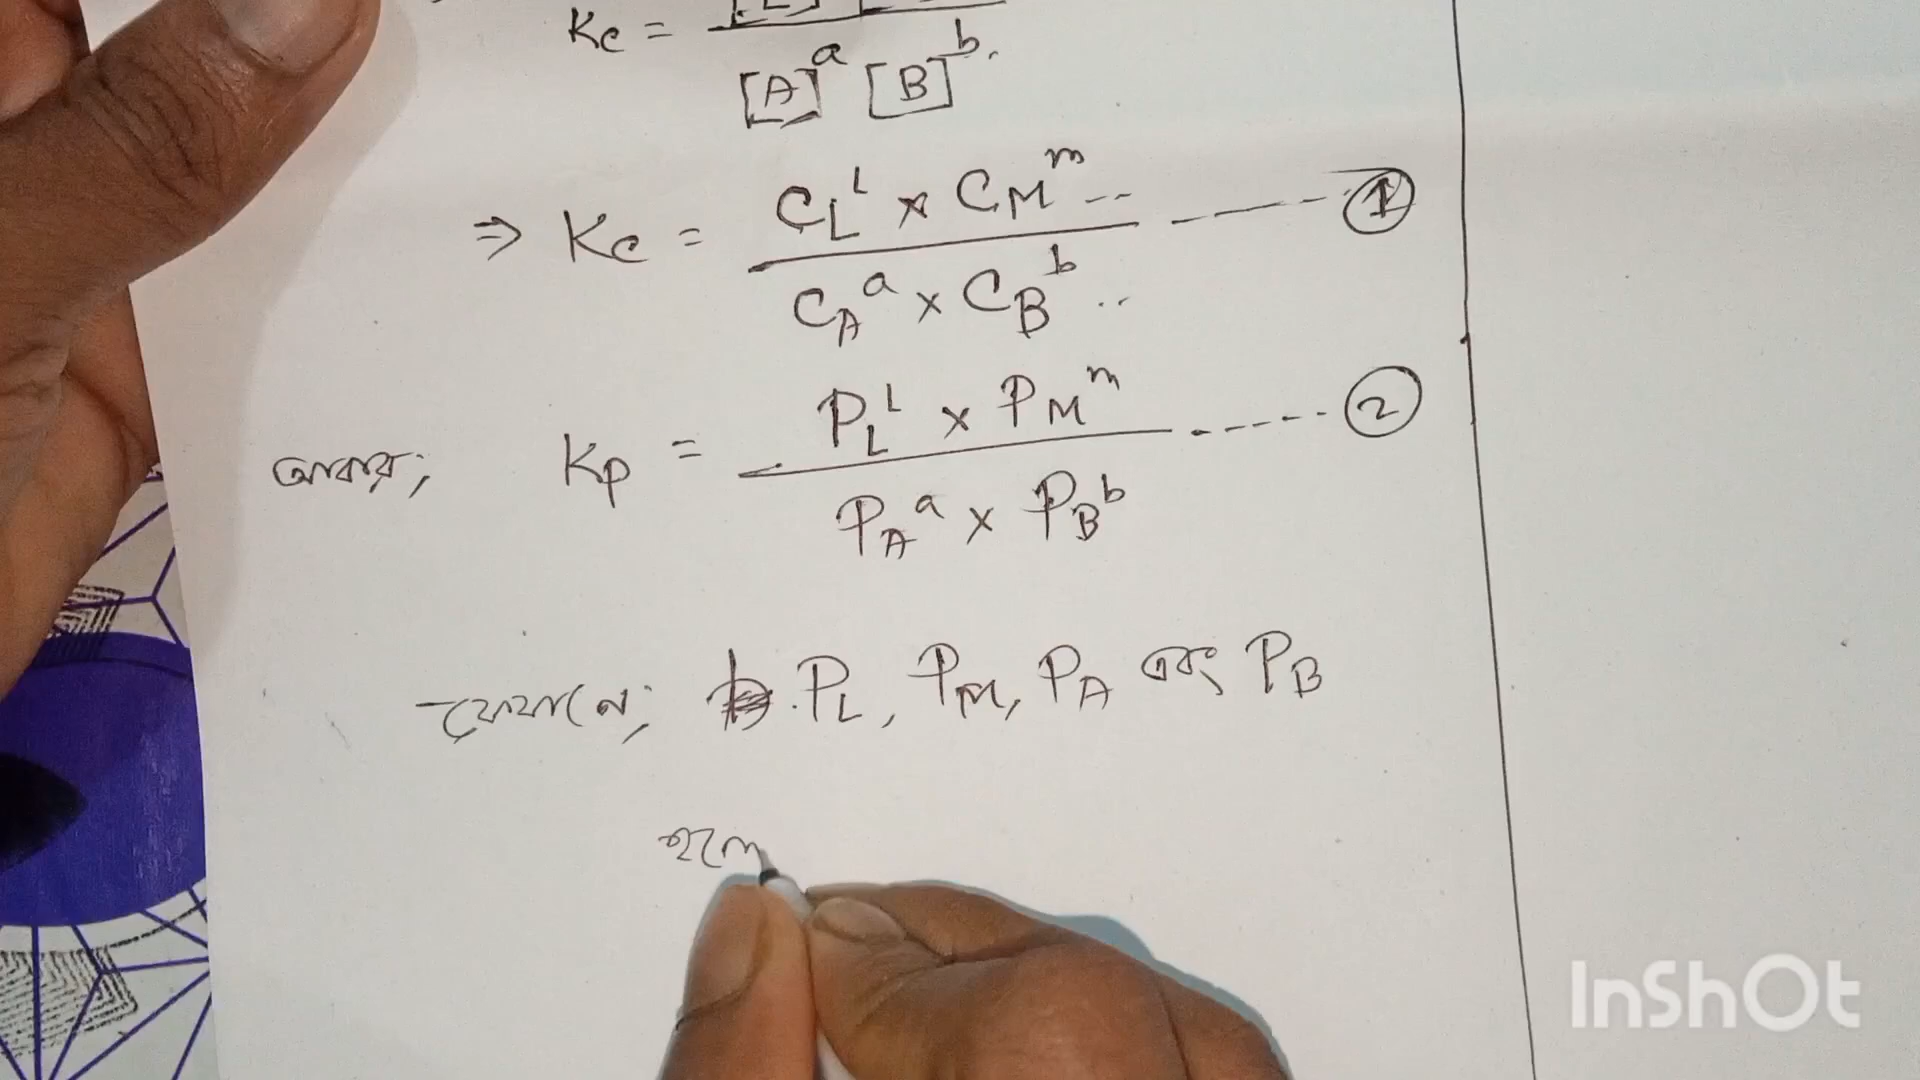 Kc =
[A]^a [B]^b.
⇒ Kc = (C_L^L × C_M^m --) / (C_A^a × C_B^b ..) ------ ①
আবার; Kp = (P_L^L × P_M^m) / (P_A^a × P_B^b) ------ ②
যেখানে; P_L, P_M, P_A এবং P_B
InShOt